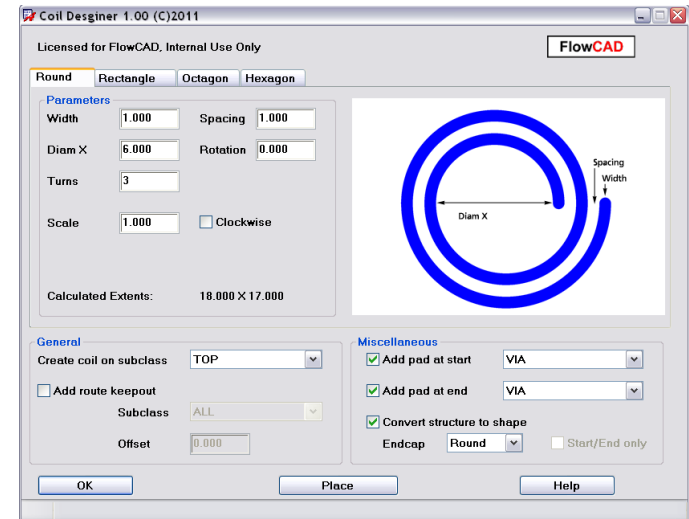 Coil Desginer 1.00 (C)2011
Licensed for FlowCAD, Internal Use Only
FlowCAD
Round Rectangle Octagon Hexagon
Parameters
Width 1.000 Spacing 1.000
Diam X 6.000 Rotation 0.000
Turns 3
Scale 1.000 Clockwise
Calculated Extents: 18.000 X 17.000
Spacing
Width
Diam X
General
Create coil on subclass TOP
Add route keepout
Subclass ALL
Offset 0.000
Miscellaneous
Add pad at start VIA
Add pad at end VIA
Convert structure to shape
Endcap Round Start/End only
OK Place Help